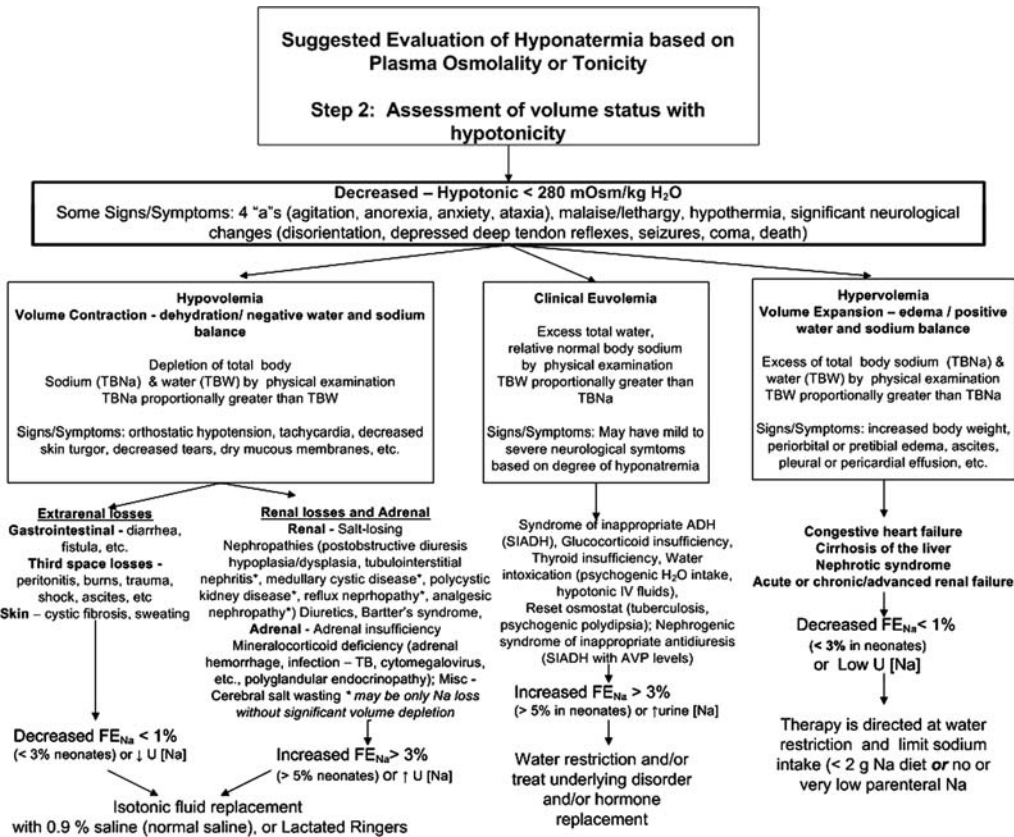 Suggested Evaluation of Hyponatermia based on
Plasma Osmolality or Tonicity
Step 2: Assessment of volume status with
hypotonicity
Decreased – Hypotonic < 280 mOsm/kg H₂O
Some Signs/Symptoms: 4 "a"s (agitation, anorexia, anxiety, ataxia), malaise/lethargy, hypothermia, significant neurological
changes (disorientation, depressed deep tendon reflexes, seizures, coma, death)
Hypovolemia
Volume Contraction - dehydration/ negative water and sodium
balance
Depletion of total body
Sodium (TBNa) & water (TBW) by physical examination
TBNa proportionally greater than TBW
Signs/Symptoms: orthostatic hypotension, tachycardia, decreased
skin turgor, decreased tears, dry mucous membranes, etc.
Clinical Euvolemia
Excess total water,
relative normal body sodium
by physical examination
TBW proportionally greater than
TBNa
Signs/Symptoms: May have mild to
severe neurological symtoms
based on degree of hyponatremia
Hypervolemia
Volume Expansion – edema / positive
water and sodium balance
Excess of total body sodium (TBNa) &
water (TBW) by physical examination
TBW proportionally greater than TBNa
Signs/Symptoms: increased body weight,
periorbital or pretibial edema, ascites,
pleural or pericardial effusion, etc.
Extrarenal losses
Gastrointestinal - diarrhea,
fistula, etc.
Third space losses -
peritonitis, burns, trauma,
shock, ascites, etc
Skin – cystic fibrosis, sweating
Decreased FENa < 1%
(< 3% neonates) or ↓ U [Na]
Renal losses and Adrenal
Renal - Salt-losing
Nephropathies (postobstructive diuresis
hypoplasia/dysplasia, tubulointerstitial
nephritis*, medullary cystic disease*, polycystic
kidney disease*, reflux neprhopathy*, analgesic
nephropathy*) Diuretics, Bartter's syndrome,
Adrenal - Adrenal insufficiency
Mineralocorticoid deficiency (adrenal
hemorrhage, infection – TB, cytomegalovirus,
etc., polyglandular endocrinopathy); Misc -
Cerebral salt wasting * may be only Na loss
without significant volume depletion
Increased FENa> 3%
(> 5% neonates) or ↑ U [Na]
Isotonic fluid replacement
with 0.9 % saline (normal saline), or Lactated Ringers
Syndrome of inappropriate ADH
(SIADH), Glucocorticoid insufficiency,
Thyroid insufficiency, Water
intoxication (psychogenic H₂O intake,
hypotonic IV fluids),
Reset osmostat (tuberculosis,
psychogenic polydipsia); Nephrogenic
syndrome of inappropriate antidiuresis
(SIADH with AVP levels)
Increased FENa > 3%
(> 5% in neonates) or ↑urine [Na]
Water restriction and/or
treat underlying disorder
and/or hormone
replacement
Congestive heart failure
Cirrhosis of the liver
Nephrotic syndrome
Acute or chronic/advanced renal failure
Decreased FENa< 1%
(< 3% in neonates)
or Low U [Na]
Therapy is directed at water
restriction and limit sodium
intake (< 2 g Na diet or no or
very low parenteral Na